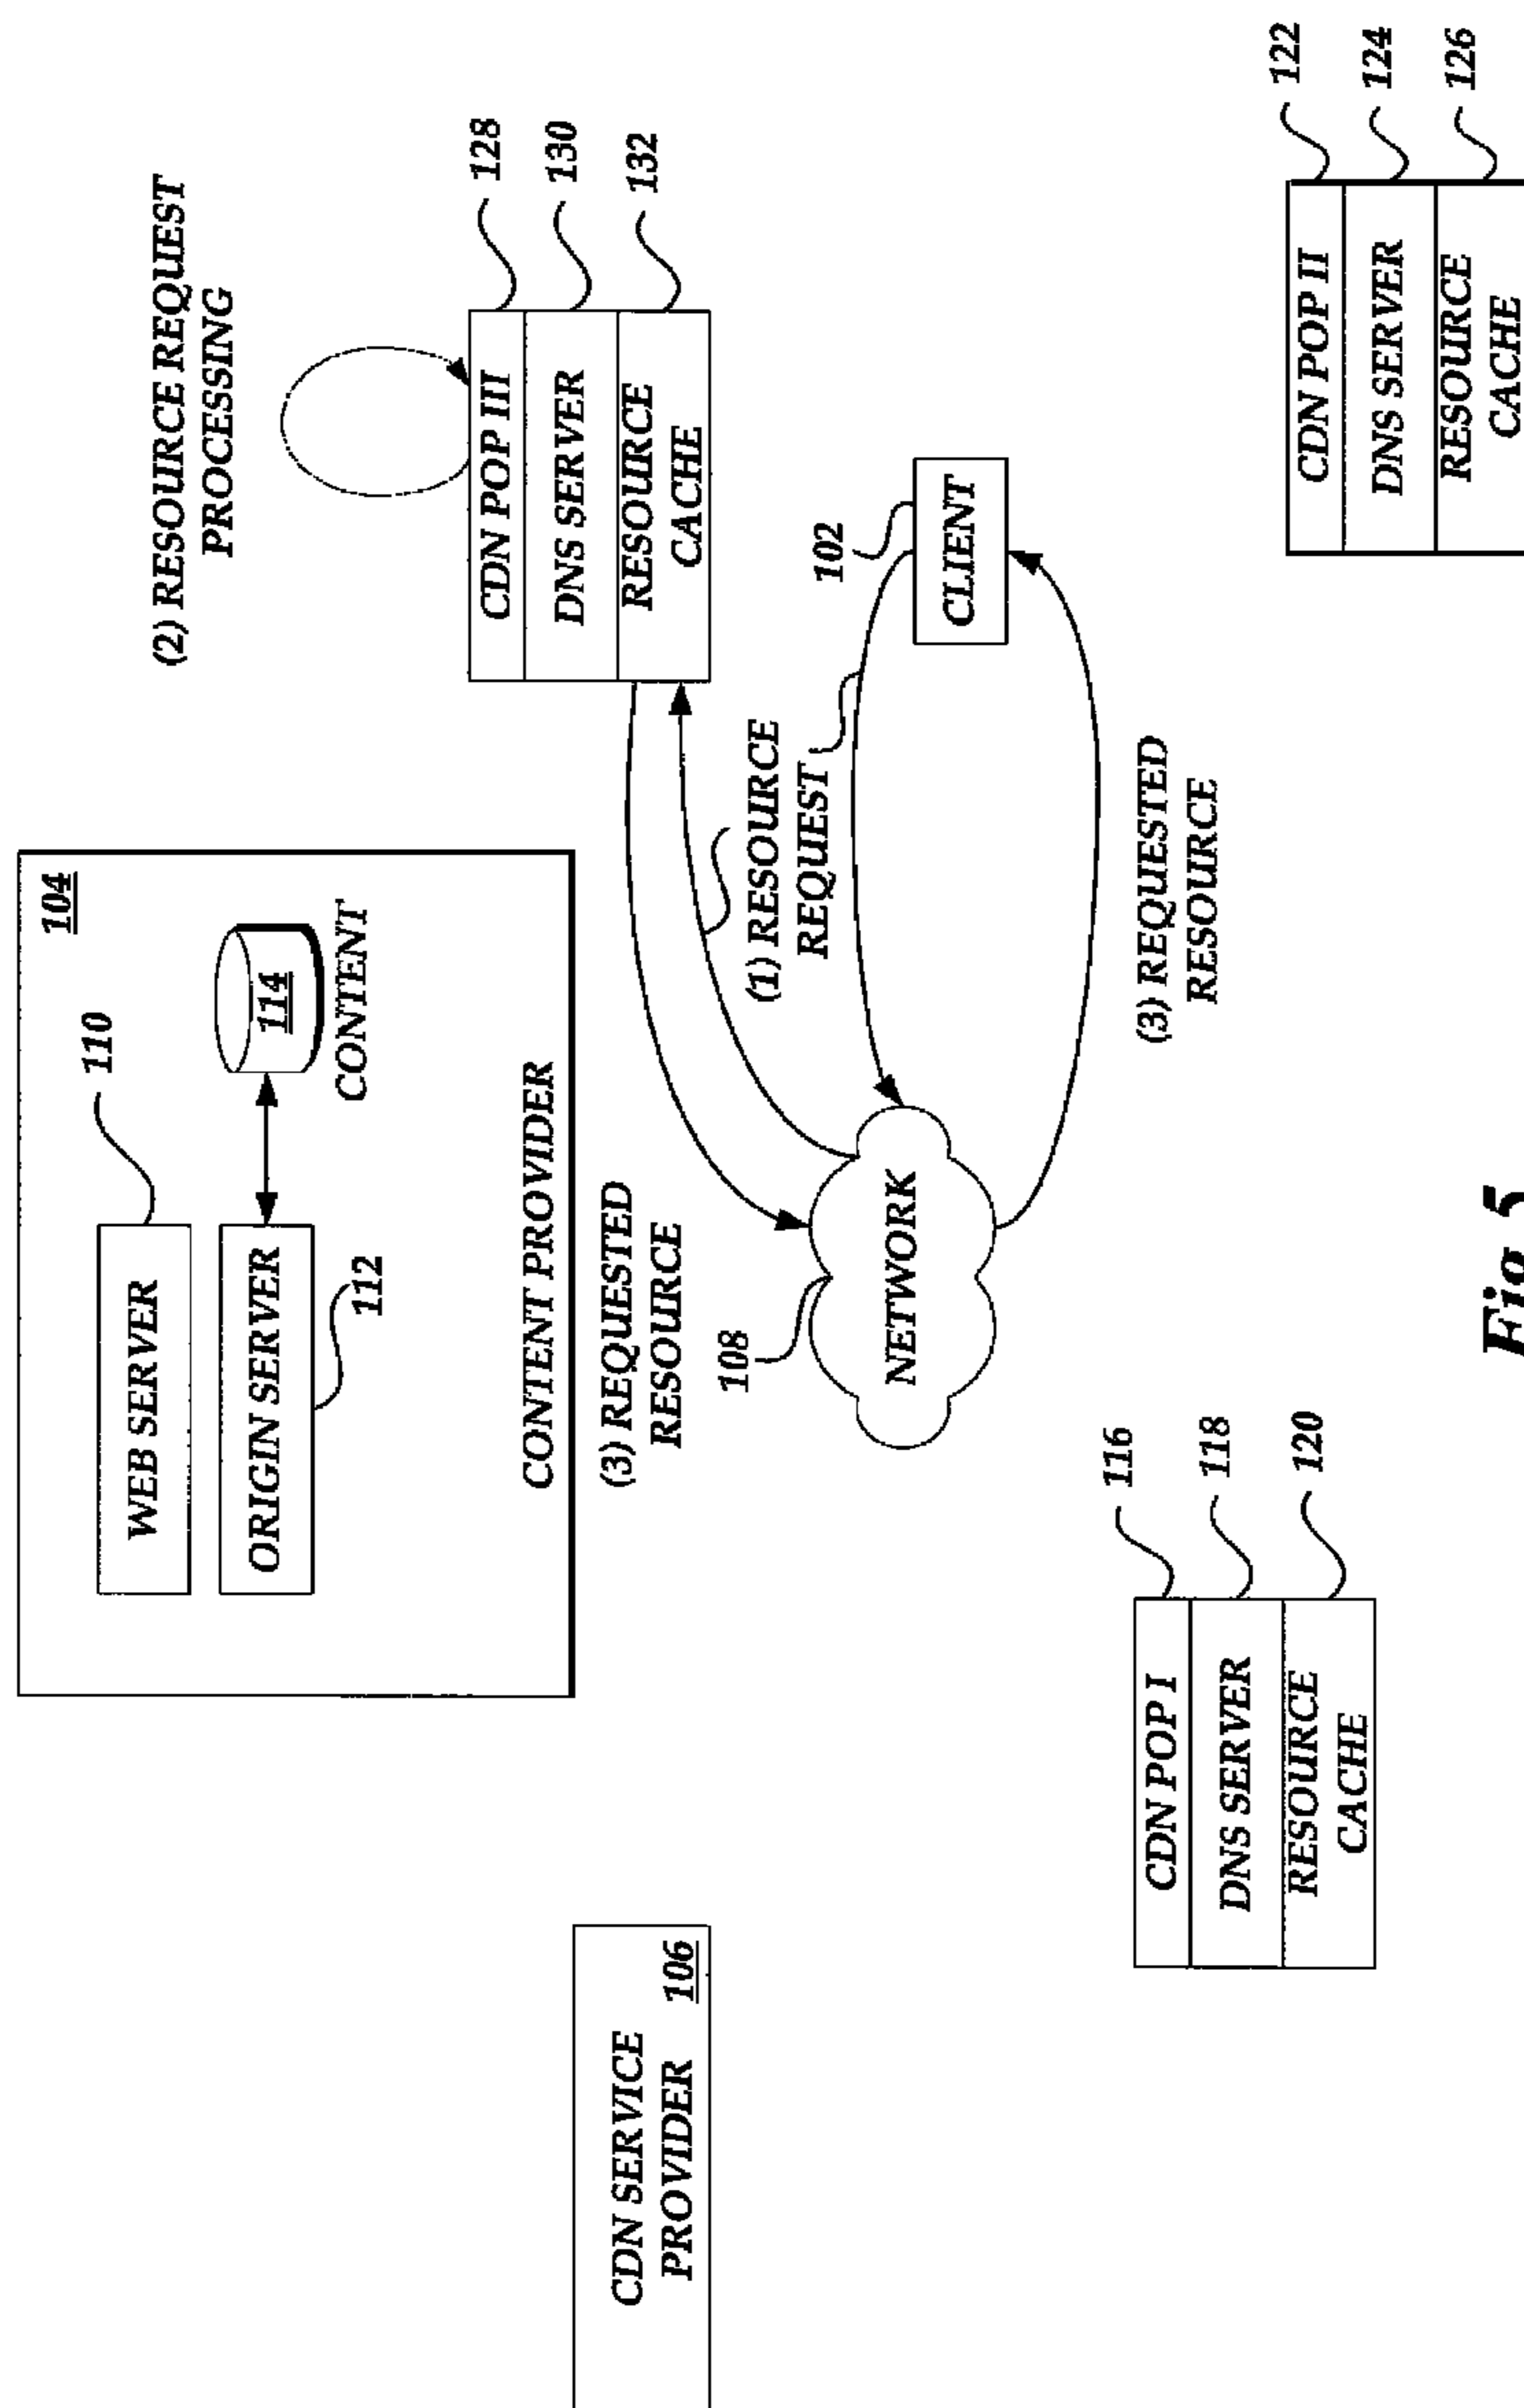 104
110
WEB SERVER
ORIGIN SERVER
112
114
CONTENT
CONTENT PROVIDER
(2) RESOURCE REQUEST
PROCESSING
CDN POP III
DNS SERVER
RESOURCE
CACHE
128
130
132
CDN SERVICE
PROVIDER
106
(3) REQUESTED
RESOURCE
108
NETWORK
(1) RESOURCE
REQUEST
102
CLIENT
(3) REQUESTED
RESOURCE
CDN POP I
DNS SERVER
RESOURCE
CACHE
116
118
120
CDN POP II
DNS SERVER
RESOURCE
CACHE
122
124
126
Fig. 5